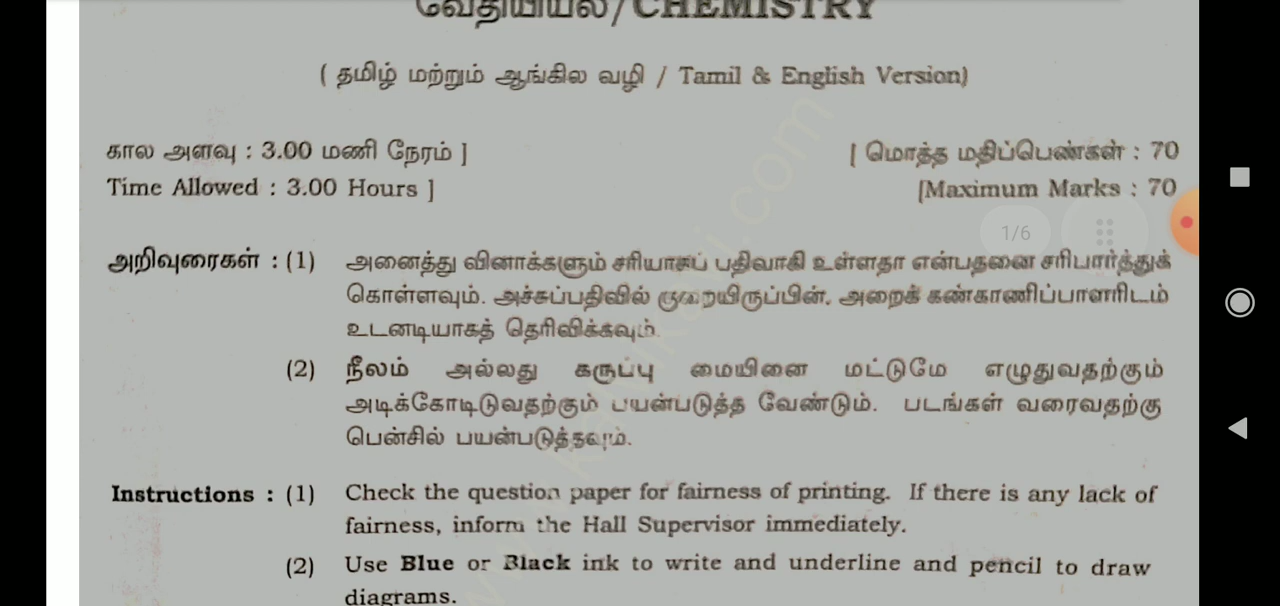 வேதியியல்/CHEMISTRY
( தமிழ் மற்றும் ஆங்கில வழி / Tamil & English Version)
கால அளவு : 3.00 மணி நேரம் ] [ மொத்த மதிப்பெண்கள் : 70
Time Allowed : 3.00 Hours ] [Maximum Marks : 70
1/6
அறிவுரைகள் : (1) அனைத்து வினாக்களும் சரியாகப் பதிவாகி உள்ளதா என்பதனை சரிபார்த்துக்
கொள்ளவும். அச்சுப்பதிவில் குறையிருப்பின், அறைக் கண்காணிப்பாளரிடம்
உடனடியாகத் தெரிவிக்கவும்.
(2) நீலம் அல்லது கருப்பு மையினை மட்டுமே எழுதுவதற்கும்
அடிக்கோடிடுவதற்கும் பயன்படுத்த வேண்டும். படங்கள் வரைவதற்கு
பென்சில் பயன்படுத்தவும்.
Instructions : (1) Check the question paper for fairness of printing. If there is any lack of
fairness, inform the Hall Supervisor immediately.
(2) Use Blue or Black ink to write and underline and pencil to draw
diagrams.